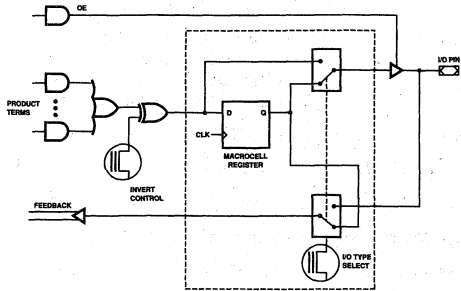 OE
I/O PIN
PRODUCT
TERMS
D
Q
CLK
MACROCELL
REGISTER
INVERT
CONTROL
FEEDBACK
I/O TYPE
SELECT